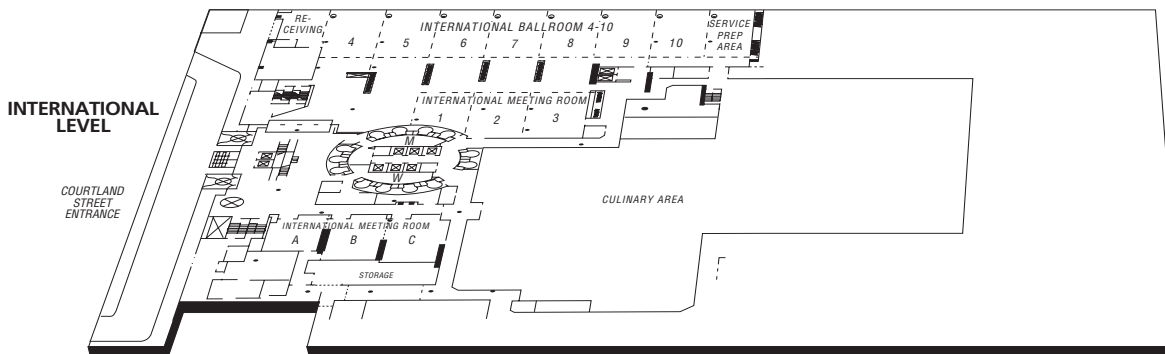 RE-
CEIVING
INTERNATIONAL BALLROOM 4-10
SERVICE
PREP
AREA
4
5
6
7
8
9
10
INTERNATIONAL
LEVEL
INTERNATIONAL MEETING ROOM
1
2
3
M
W
COURTLAND
STREET
ENTRANCE
CULINARY AREA
INTERNATIONAL MEETING ROOM
A
B
C
STORAGE